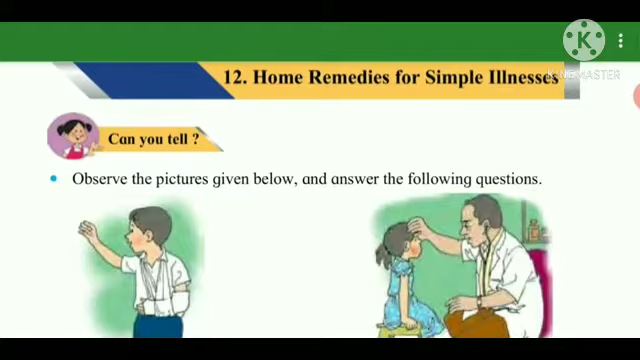 KINEMASTER
12. Home Remedies for Simple Illnesses
Can you tell ?
• Observe the pictures given below, and answer the following questions.